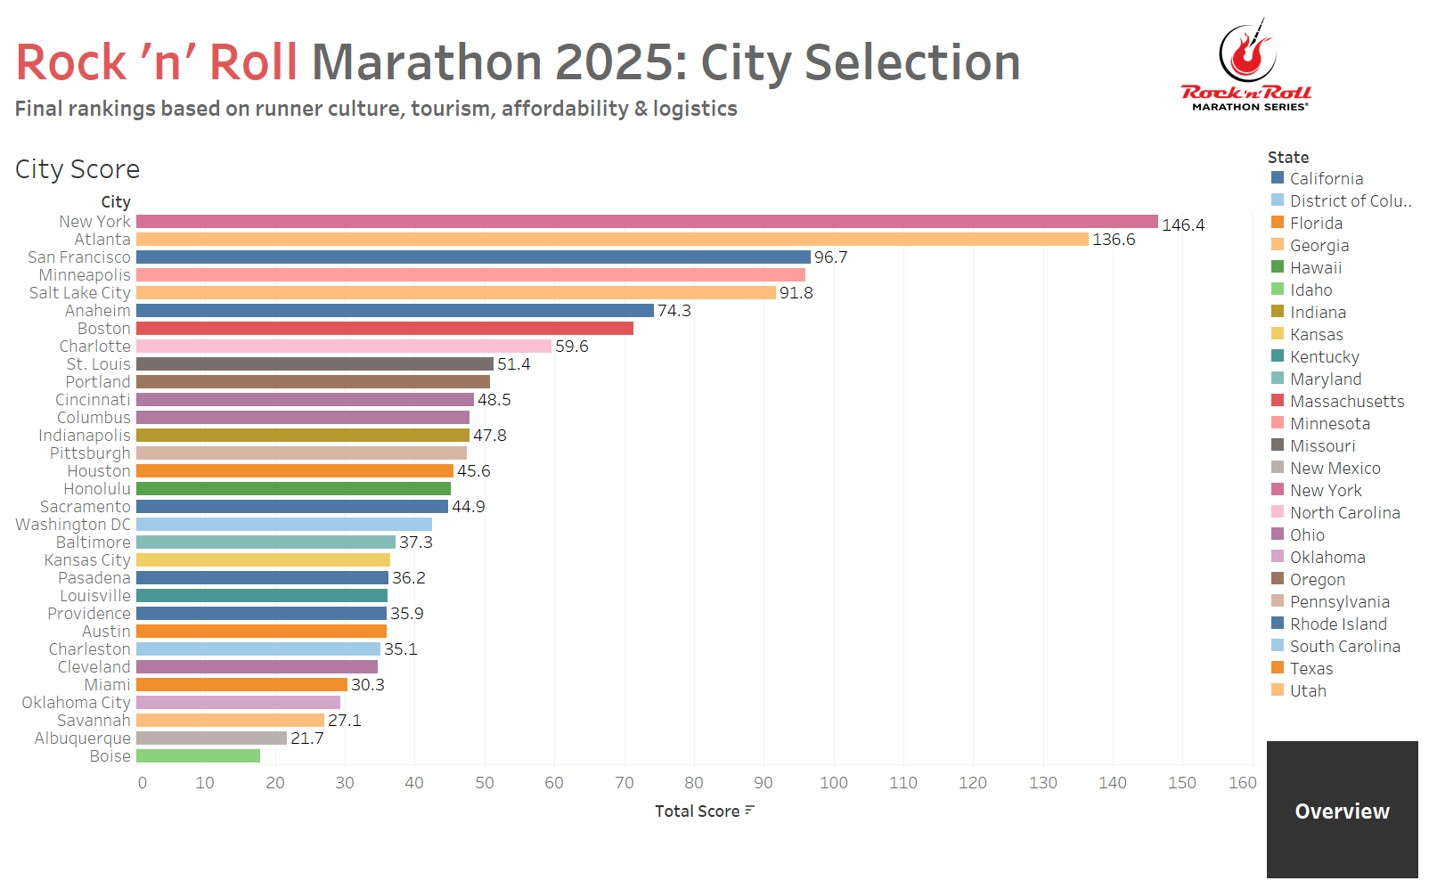 Rock ’n’ Roll Marathon 2025: City Selection
Final rankings based on runner culture, tourism, affordability & logistics
Rock 'n' Roll
MARATHON SERIES®
City Score
City
New York 146.4
Atlanta 136.6
San Francisco 96.7
Minneapolis
Salt Lake City 91.8
Anaheim 74.3
Boston
Charlotte 59.6
St. Louis 51.4
Portland
Cincinnati 48.5
Columbus
Indianapolis 47.8
Pittsburgh
Houston 45.6
Honolulu
Sacramento 44.9
Washington DC
Baltimore 37.3
Kansas City
Pasadena 36.2
Louisville
Providence 35.9
Austin
Charleston 35.1
Cleveland
Miami 30.3
Oklahoma City
Savannah 27.1
Albuquerque 21.7
Boise
0 10 20 30 40 50 60 70 80 90 100 110 120 130 140 150 160
Total Score
State
California
District of Colu..
Florida
Georgia
Hawaii
Idaho
Indiana
Kansas
Kentucky
Maryland
Massachusetts
Minnesota
Missouri
New Mexico
New York
North Carolina
Ohio
Oklahoma
Oregon
Pennsylvania
Rhode Island
South Carolina
Texas
Utah
Overview